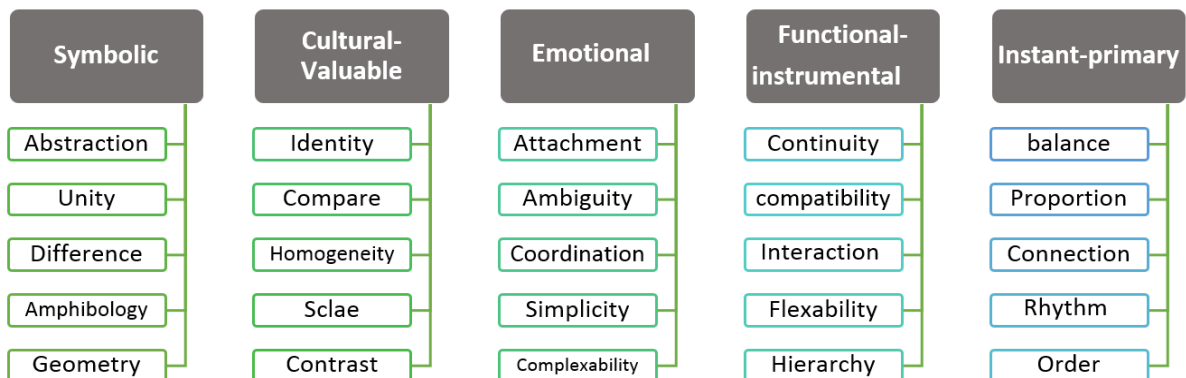 Symbolic
Abstraction
Unity
Difference
Amphibology
Geometry
Cultural-
Valuable
Identity
Compare
Homogeneity
Sclae
Contrast
Emotional
Attachment
Ambiguity
Coordination
Simplicity
Complexability
Functional-
instrumental
Continuity
compatibility
Interaction
Flexability
Hierarchy
Instant-primary
balance
Proportion
Connection
Rhythm
Order